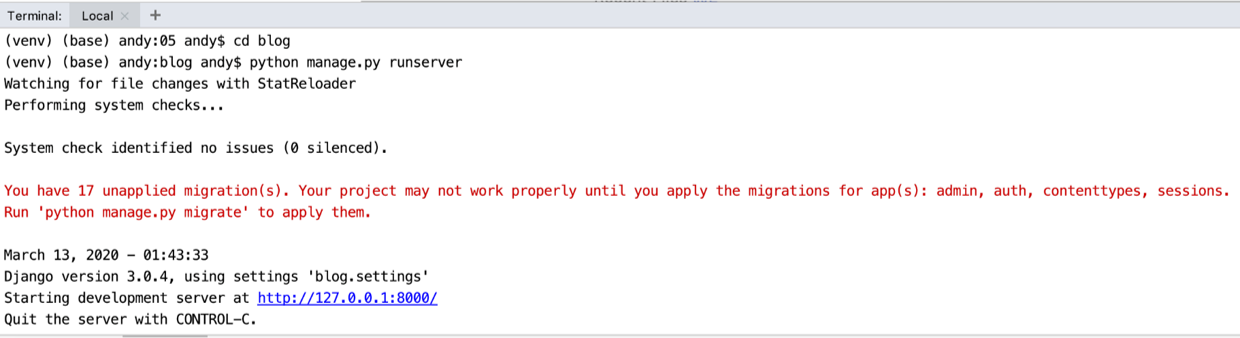 Terminal: Local × +
(venv) (base) andy:05 andy$ cd blog
(venv) (base) andy:blog andy$ python manage.py runserver
Watching for file changes with StatReloader
Performing system checks...
System check identified no issues (0 silenced).
You have 17 unapplied migration(s). Your project may not work properly until you apply the migrations for app(s): admin, auth, contenttypes, sessions.
Run 'python manage.py migrate' to apply them.
March 13, 2020 - 01:43:33
Django version 3.0.4, using settings 'blog.settings'
Starting development server at http://127.0.0.1:8000/
Quit the server with CONTROL-C.